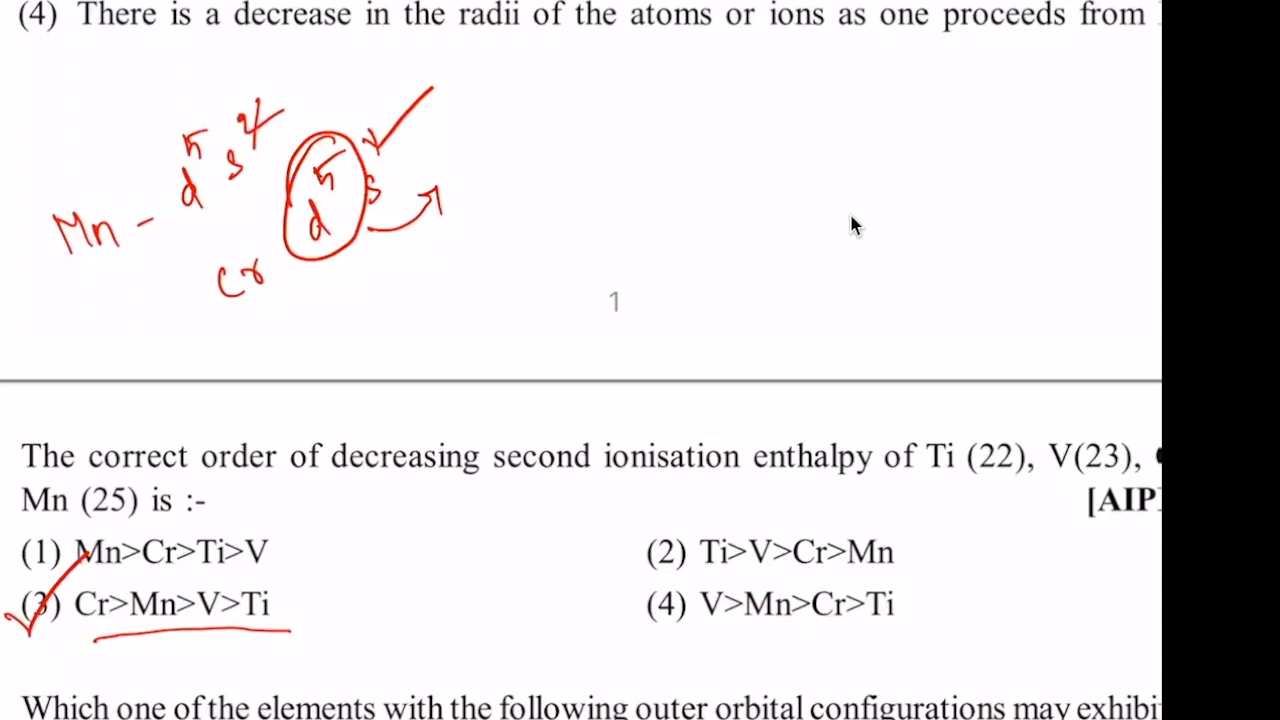 (4) There is a decrease in the radii of the atoms or ions as one proceeds from
Mn - d⁵ s² d⁵ s
Cr
1
The correct order of decreasing second ionisation enthalpy of Ti (22), V(23),
Mn (25) is :- [AIP
(1) Mn>Cr>Ti>V (2) Ti>V>Cr>Mn
(3) Cr>Mn>V>Ti (4) V>Mn>Cr>Ti
Which one of the elements with the following outer orbital configurations may exhibi